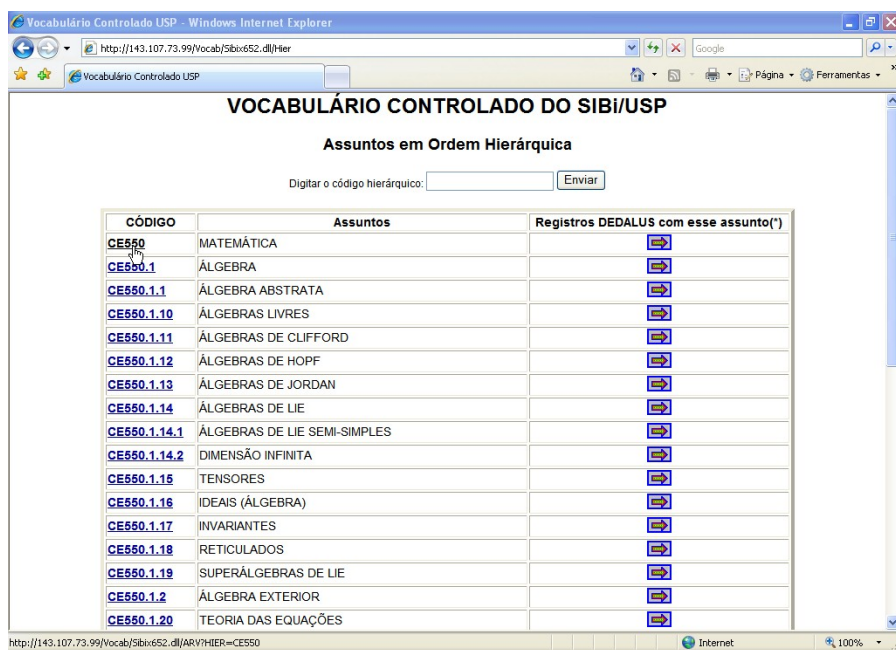 Vocabulário Controlado USP - Windows Internet Explorer
http://143.107.73.99/Vocab/Sibix652.dll/Hier
Google
Vocabulário Controlado USP
Página
Ferramentas
VOCABULÁRIO CONTROLADO DO SIBi/USP
Assuntos em Ordem Hierárquica
Digitar o código hierárquico: Enviar
CÓDIGO Assuntos Registros DEDALUS com esse assunto(*)
CE550 MATEMÁTICA
CE550.1 ÁLGEBRA
CE550.1.1 ÁLGEBRA ABSTRATA
CE550.1.10 ÁLGEBRAS LIVRES
CE550.1.11 ÁLGEBRAS DE CLIFFORD
CE550.1.12 ÁLGEBRAS DE HOPF
CE550.1.13 ÁLGEBRAS DE JORDAN
CE550.1.14 ÁLGEBRAS DE LIE
CE550.1.14.1 ÁLGEBRAS DE LIE SEMI-SIMPLES
CE550.1.14.2 DIMENSÃO INFINITA
CE550.1.15 TENSORES
CE550.1.16 IDEAIS (ÁLGEBRA)
CE550.1.17 INVARIANTES
CE550.1.18 RETICULADOS
CE550.1.19 SUPERÁLGEBRAS DE LIE
CE550.1.2 ÁLGEBRA EXTERIOR
CE550.1.20 TEORIA DAS EQUAÇÕES
http://143.107.73.99/Vocab/Sibix652.dll/ARV?HIER=CE550 Internet 100%